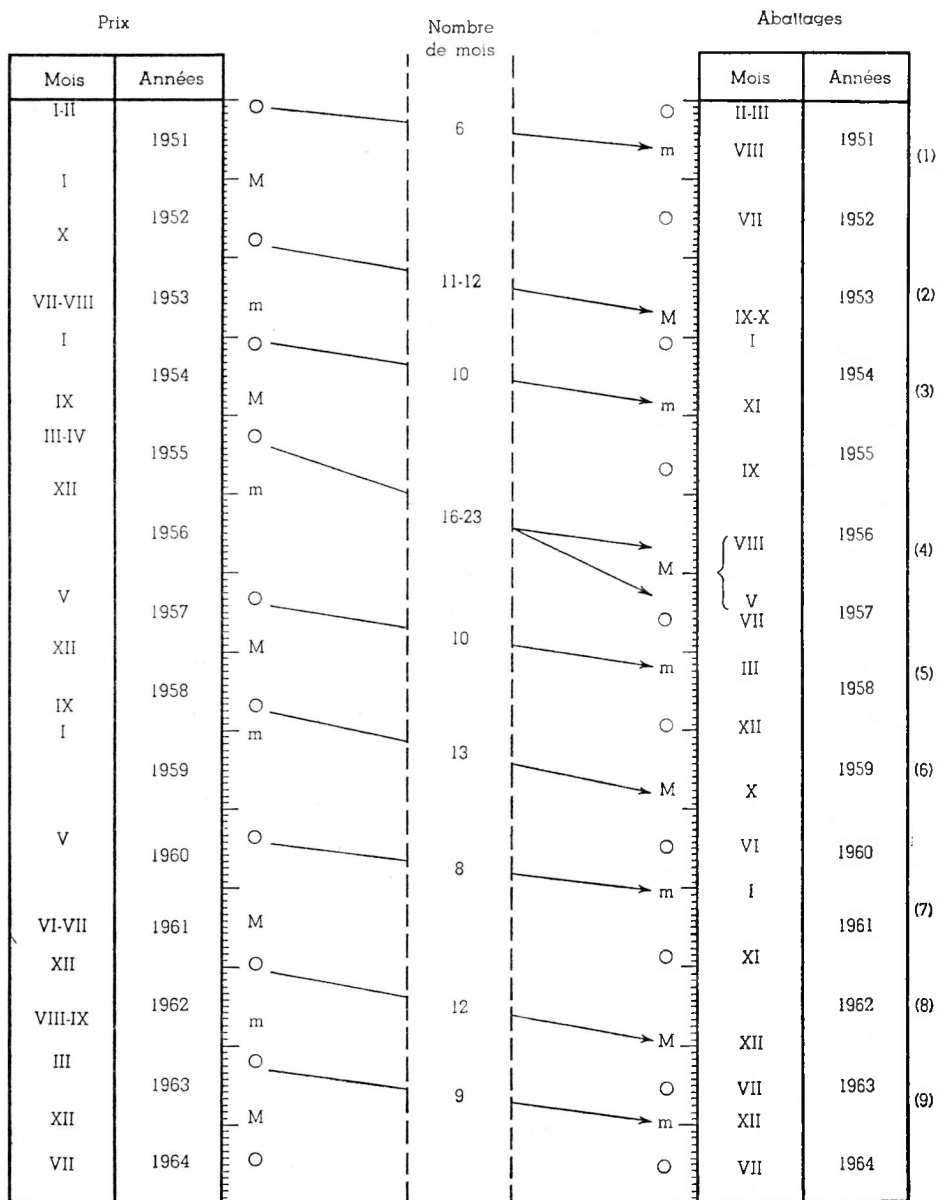 Prix Nombre de mois Abattages
Mois Années Mois Années
I-II O O II-III
1951 6 1951
m VIII (1)
I M
1952 O VII 1952
X O
11-12
VII-VIII 1953 m 1953 (2)
M IX-X
I O O I
1954 10 1954
IX M m XI (3)
III-IV O
1955 O IX 1955
XII m
16-23
1956 VIII 1956
M (4)
V O V
1957 O VII 1957
XII M 10
m III (5)
1958 1958
IX O
I m O XII
13
1959 1959 (6)
M X
V O O VI
1960 8 1960
m I
VI-VII 1961 M 1961 (7)
XII O O XI
1962 12 1962 (8)
VIII-IX m
M XII
III O
1963 O VII 1963
9 (9)
XII M m XII
VII 1964 O O VII 1964